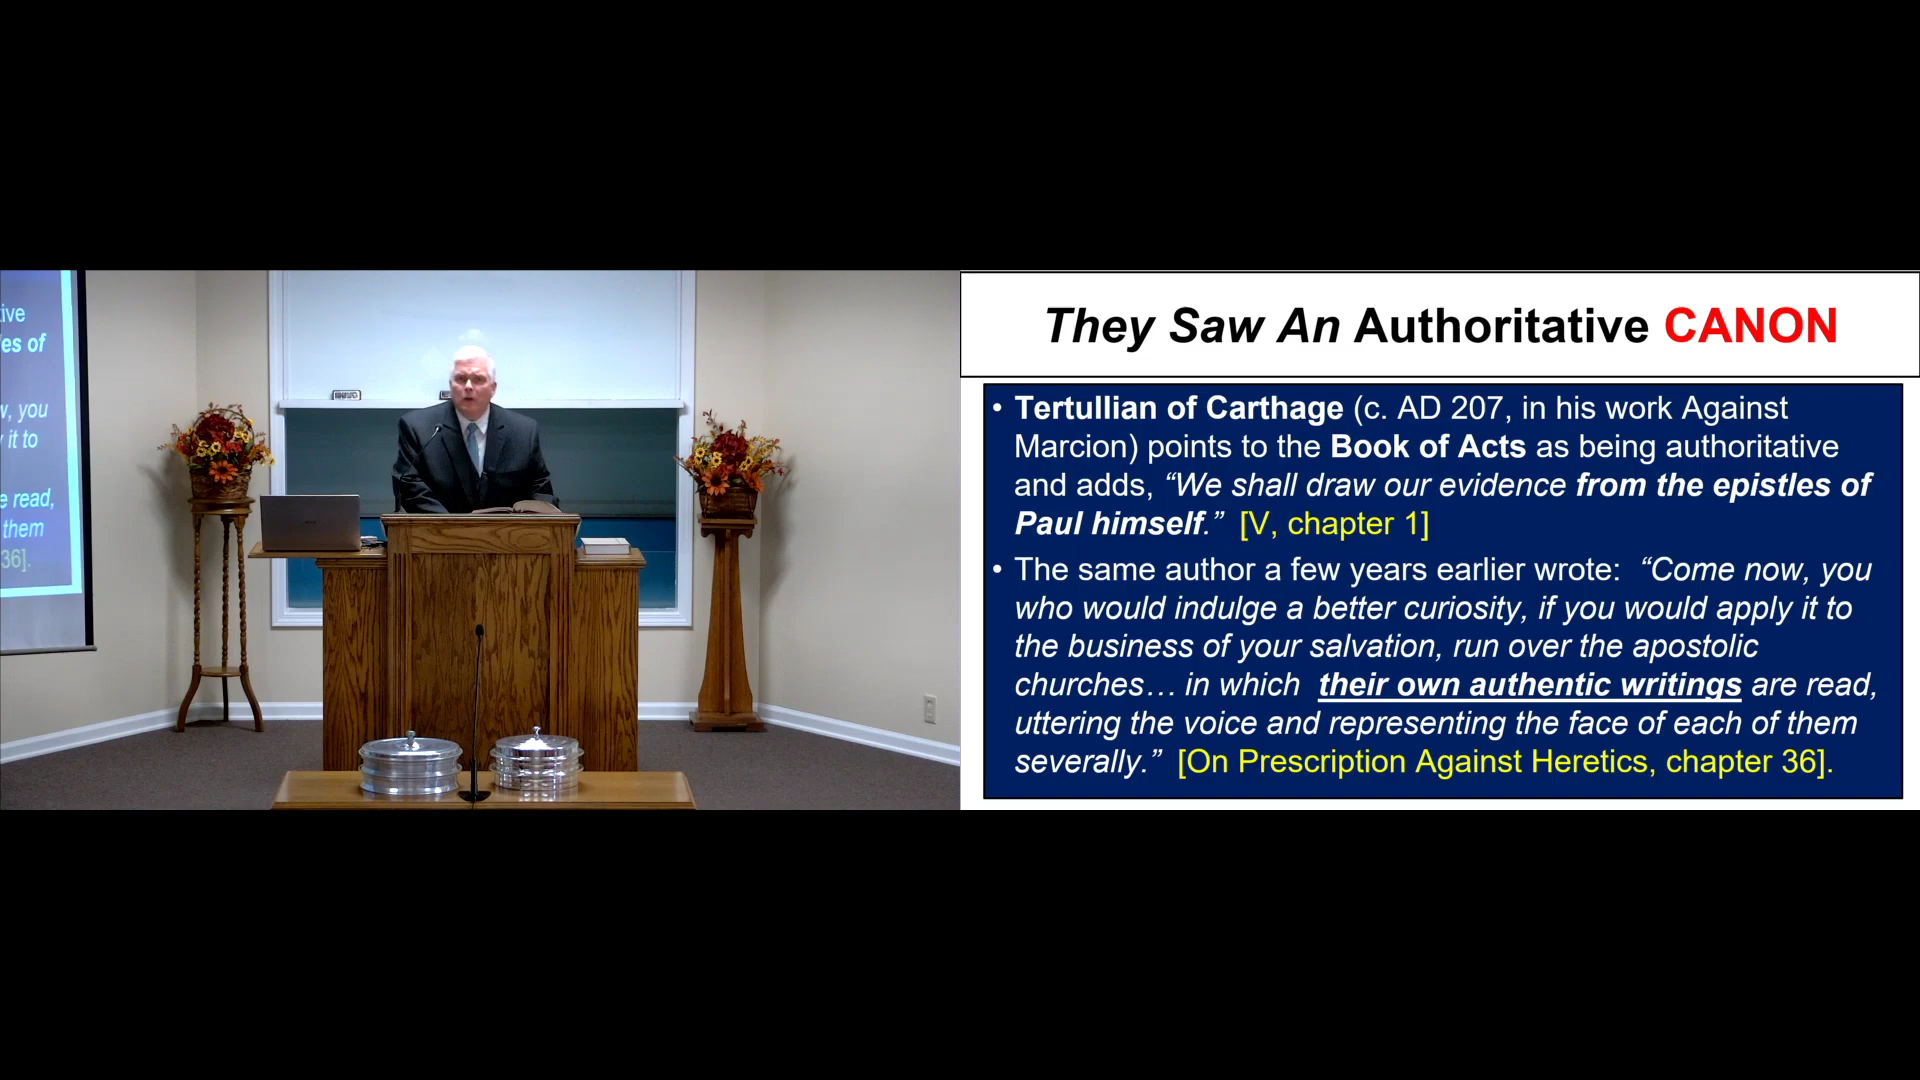 ive
es of
w, you
it to
e read,
them
36].
They Saw An Authoritative CANON
• Tertullian of Carthage (c. AD 207, in his work Against
Marcion) points to the Book of Acts as being authoritative
and adds, “We shall draw our evidence from the epistles of
Paul himself.” [V, chapter 1]
• The same author a few years earlier wrote: “Come now, you
who would indulge a better curiosity, if you would apply it to
the business of your salvation, run over the apostolic
churches… in which their own authentic writings are read,
uttering the voice and representing the face of each of them
severally.” [On Prescription Against Heretics, chapter 36].